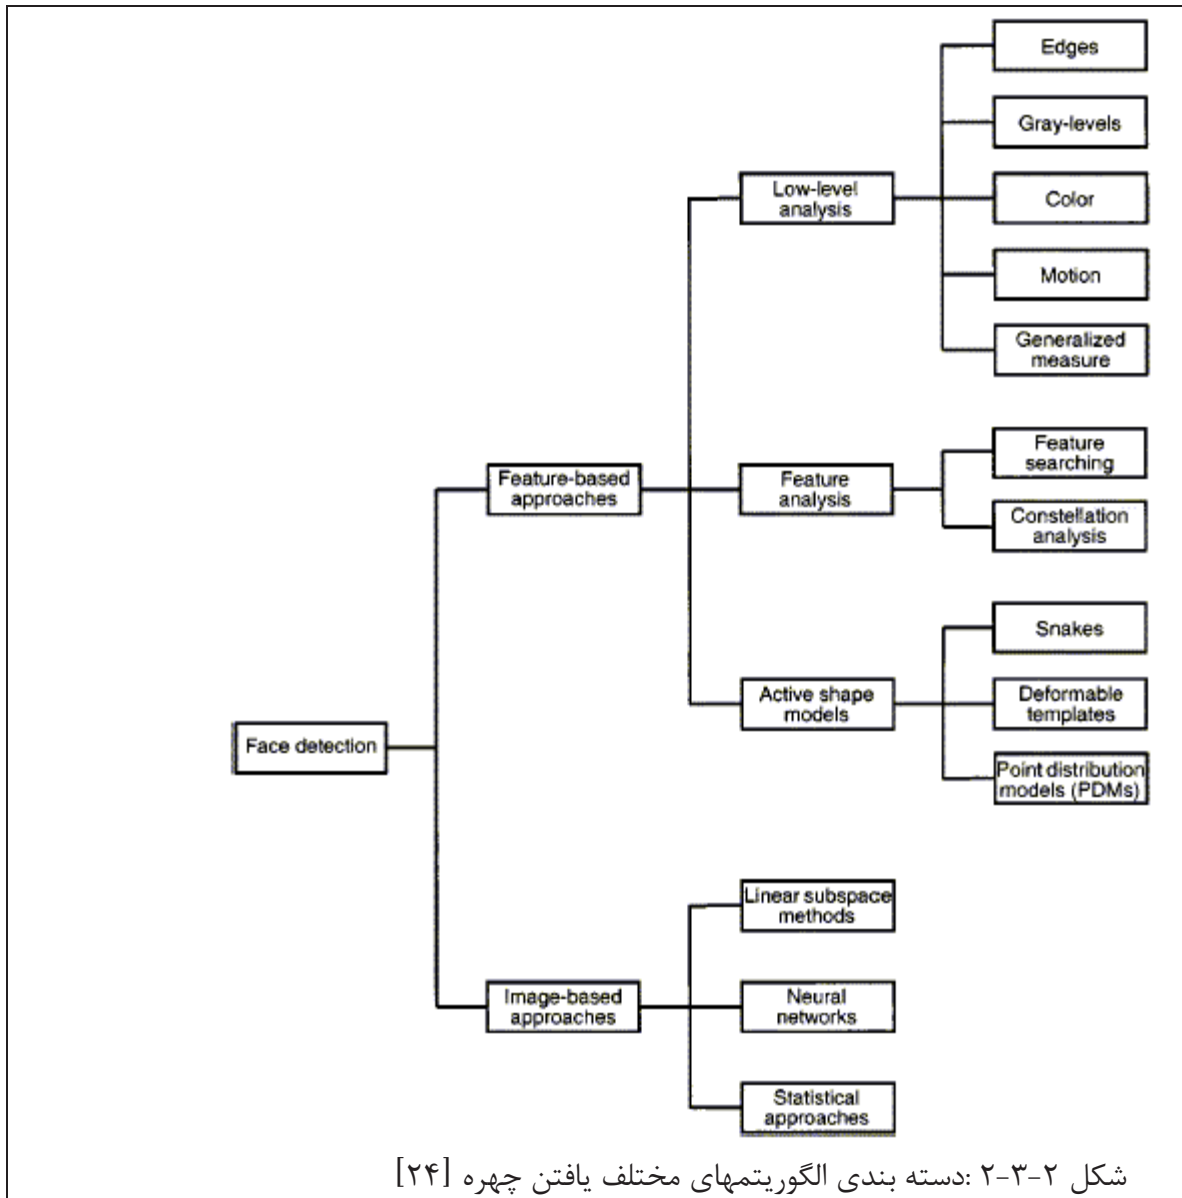 Edges
Gray-levels
Low-level
analysis
Color
Motion
Generalized
measure
Feature-based
approaches
Feature
analysis
Feature
searching
Constellation
analysis
Snakes
Active shape
models
Deformable
templates
Point distribution
models (PDMs)
Face detection
Linear subspace
methods
Image-based
approaches
Neural
networks
Statistical
approaches
شکل ۲-۳-۲ :دسته بندی الگوریتمهای مختلف یافتن چهره [۲۴]